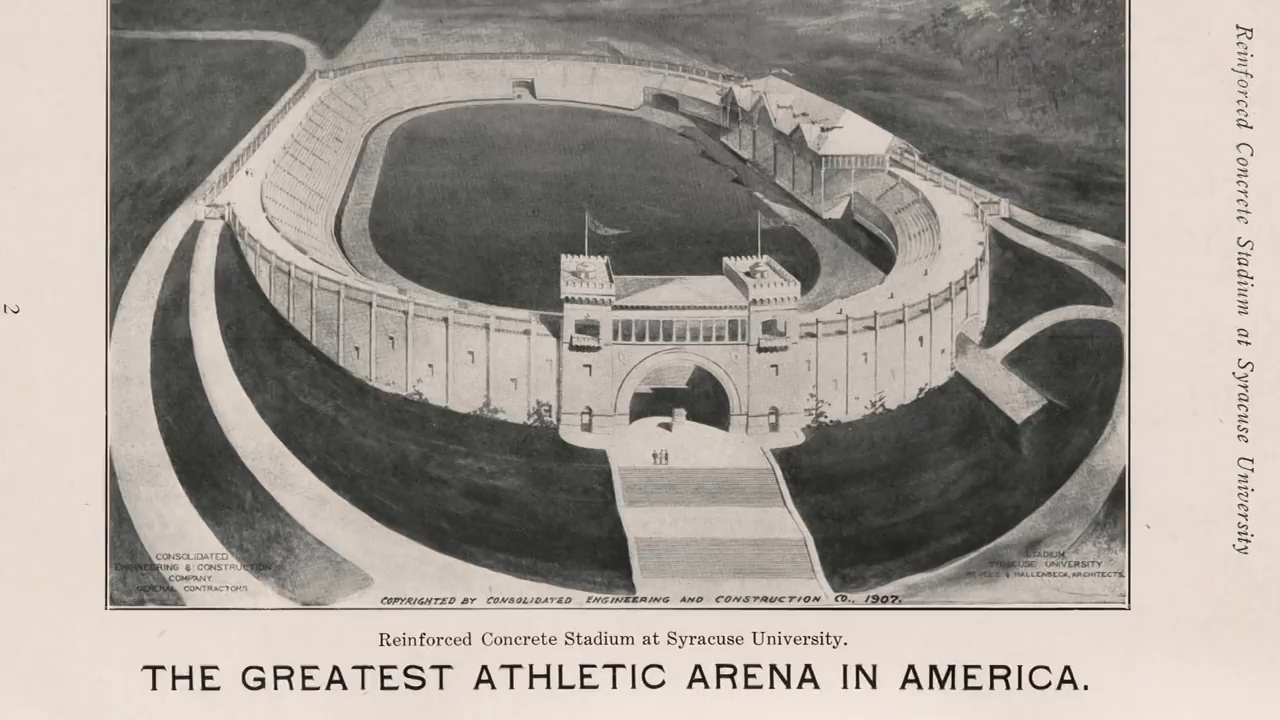 Reinforced Concrete Stadium at Syracuse University
2
CONSOLIDATED
ENGINEERING & CONSTRUCTION
COMPANY
GENERAL CONTRACTORS
STADIUM
SYRACUSE UNIVERSITY
& HALLENBECK, ARCHITECTS.
COPYRIGHTED BY CONSOLIDATED ENGINEERING AND CONSTRUCTION CO., 1907.
Reinforced Concrete Stadium at Syracuse University.
THE GREATEST ATHLETIC ARENA IN AMERICA.